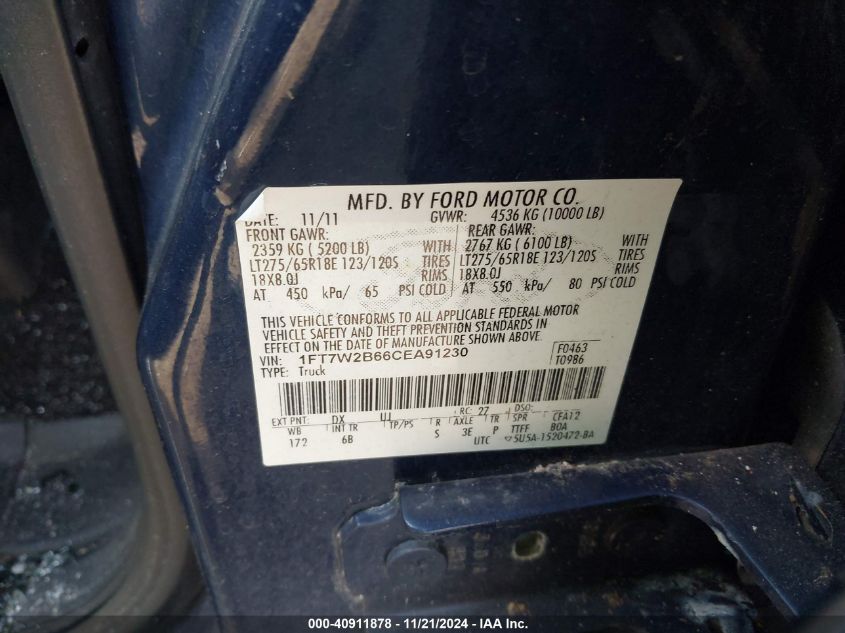 MFD. BY FORD MOTOR CO.
DATE: 11/11 GVWR: 4536 KG (10000 LB)
FRONT GAWR: REAR GAWR:
2359 KG ( 5200 LB) WITH 2767 KG ( 6100 LB) WITH
LT275/65R18E 123/120S TIRES LT275/65R18E 123/120S TIRES
18X8.0J RIMS 18X8.0J RIMS
AT 450 kPa/ 65 PSI COLD AT 550 kPa/ 80 PSI COLD
THIS VEHICLE CONFORMS TO ALL APPLICABLE FEDERAL MOTOR
VEHICLE SAFETY AND THEFT PREVENTION STANDARDS IN
EFFECT ON THE DATE OF MANUFACTURE SHOWN ABOVE.
VIN: 1FT7W2B66CEA91230 F0463
TYPE: Truck T0986
EXT PNT: DX RC: 27 DSO:
WB INT TR TP/PS R AXLE TR SPR CFA12
172 6B S 3E P TTFF B0A
UTC 5U5A-1520472-BA
000-40911878 - 11/21/2024 - IAA, Inc.